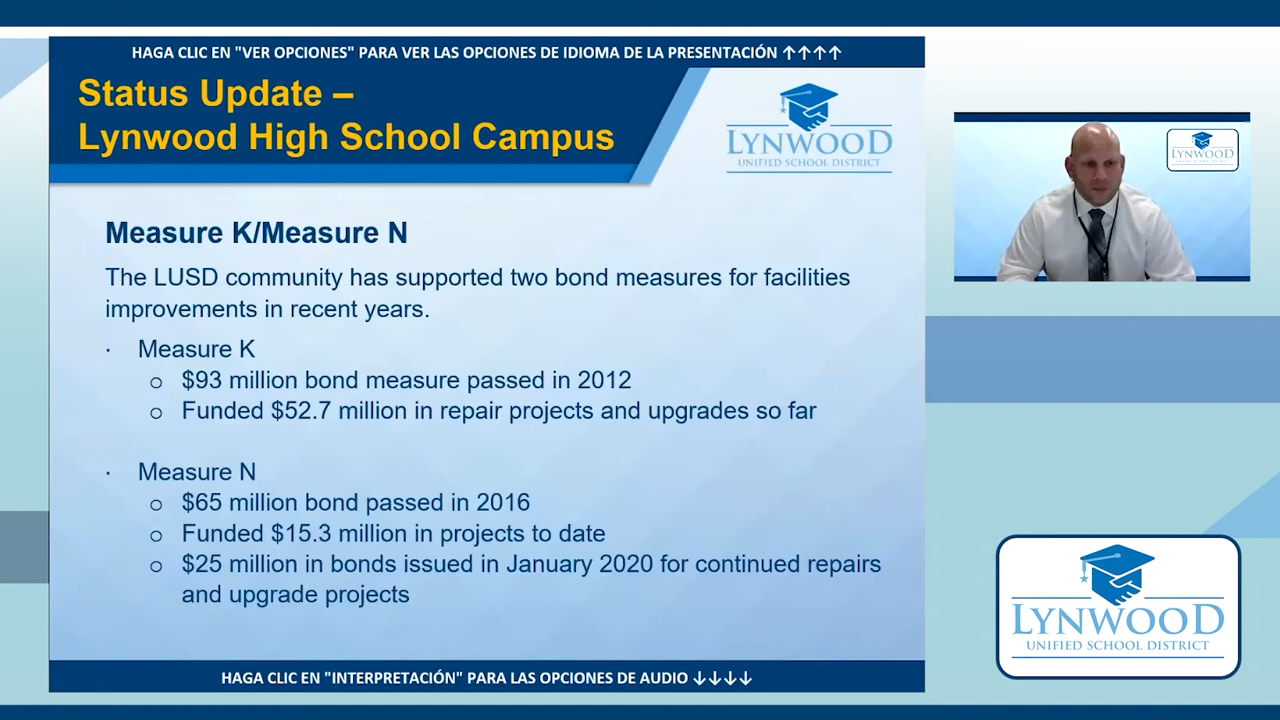 HAGA CLIC EN "VER OPCIONES" PARA VER LAS OPCIONES DE IDIOMA DE LA PRESENTACIÓN ↑↑↑↑
Status Update –
Lynwood High School Campus
LYNWOOD
UNIFIED SCHOOL DISTRICT
LYNWOOD
Measure K/Measure N
The LUSD community has supported two bond measures for facilities
improvements in recent years.
· Measure K
o $93 million bond measure passed in 2012
o Funded $52.7 million in repair projects and upgrades so far
· Measure N
o $65 million bond passed in 2016
o Funded $15.3 million in projects to date
o $25 million in bonds issued in January 2020 for continued repairs
and upgrade projects
LYNWOOD
UNIFIED SCHOOL DISTRICT
HAGA CLIC EN "INTERPRETACIÓN" PARA LAS OPCIONES DE AUDIO ↓↓↓↓